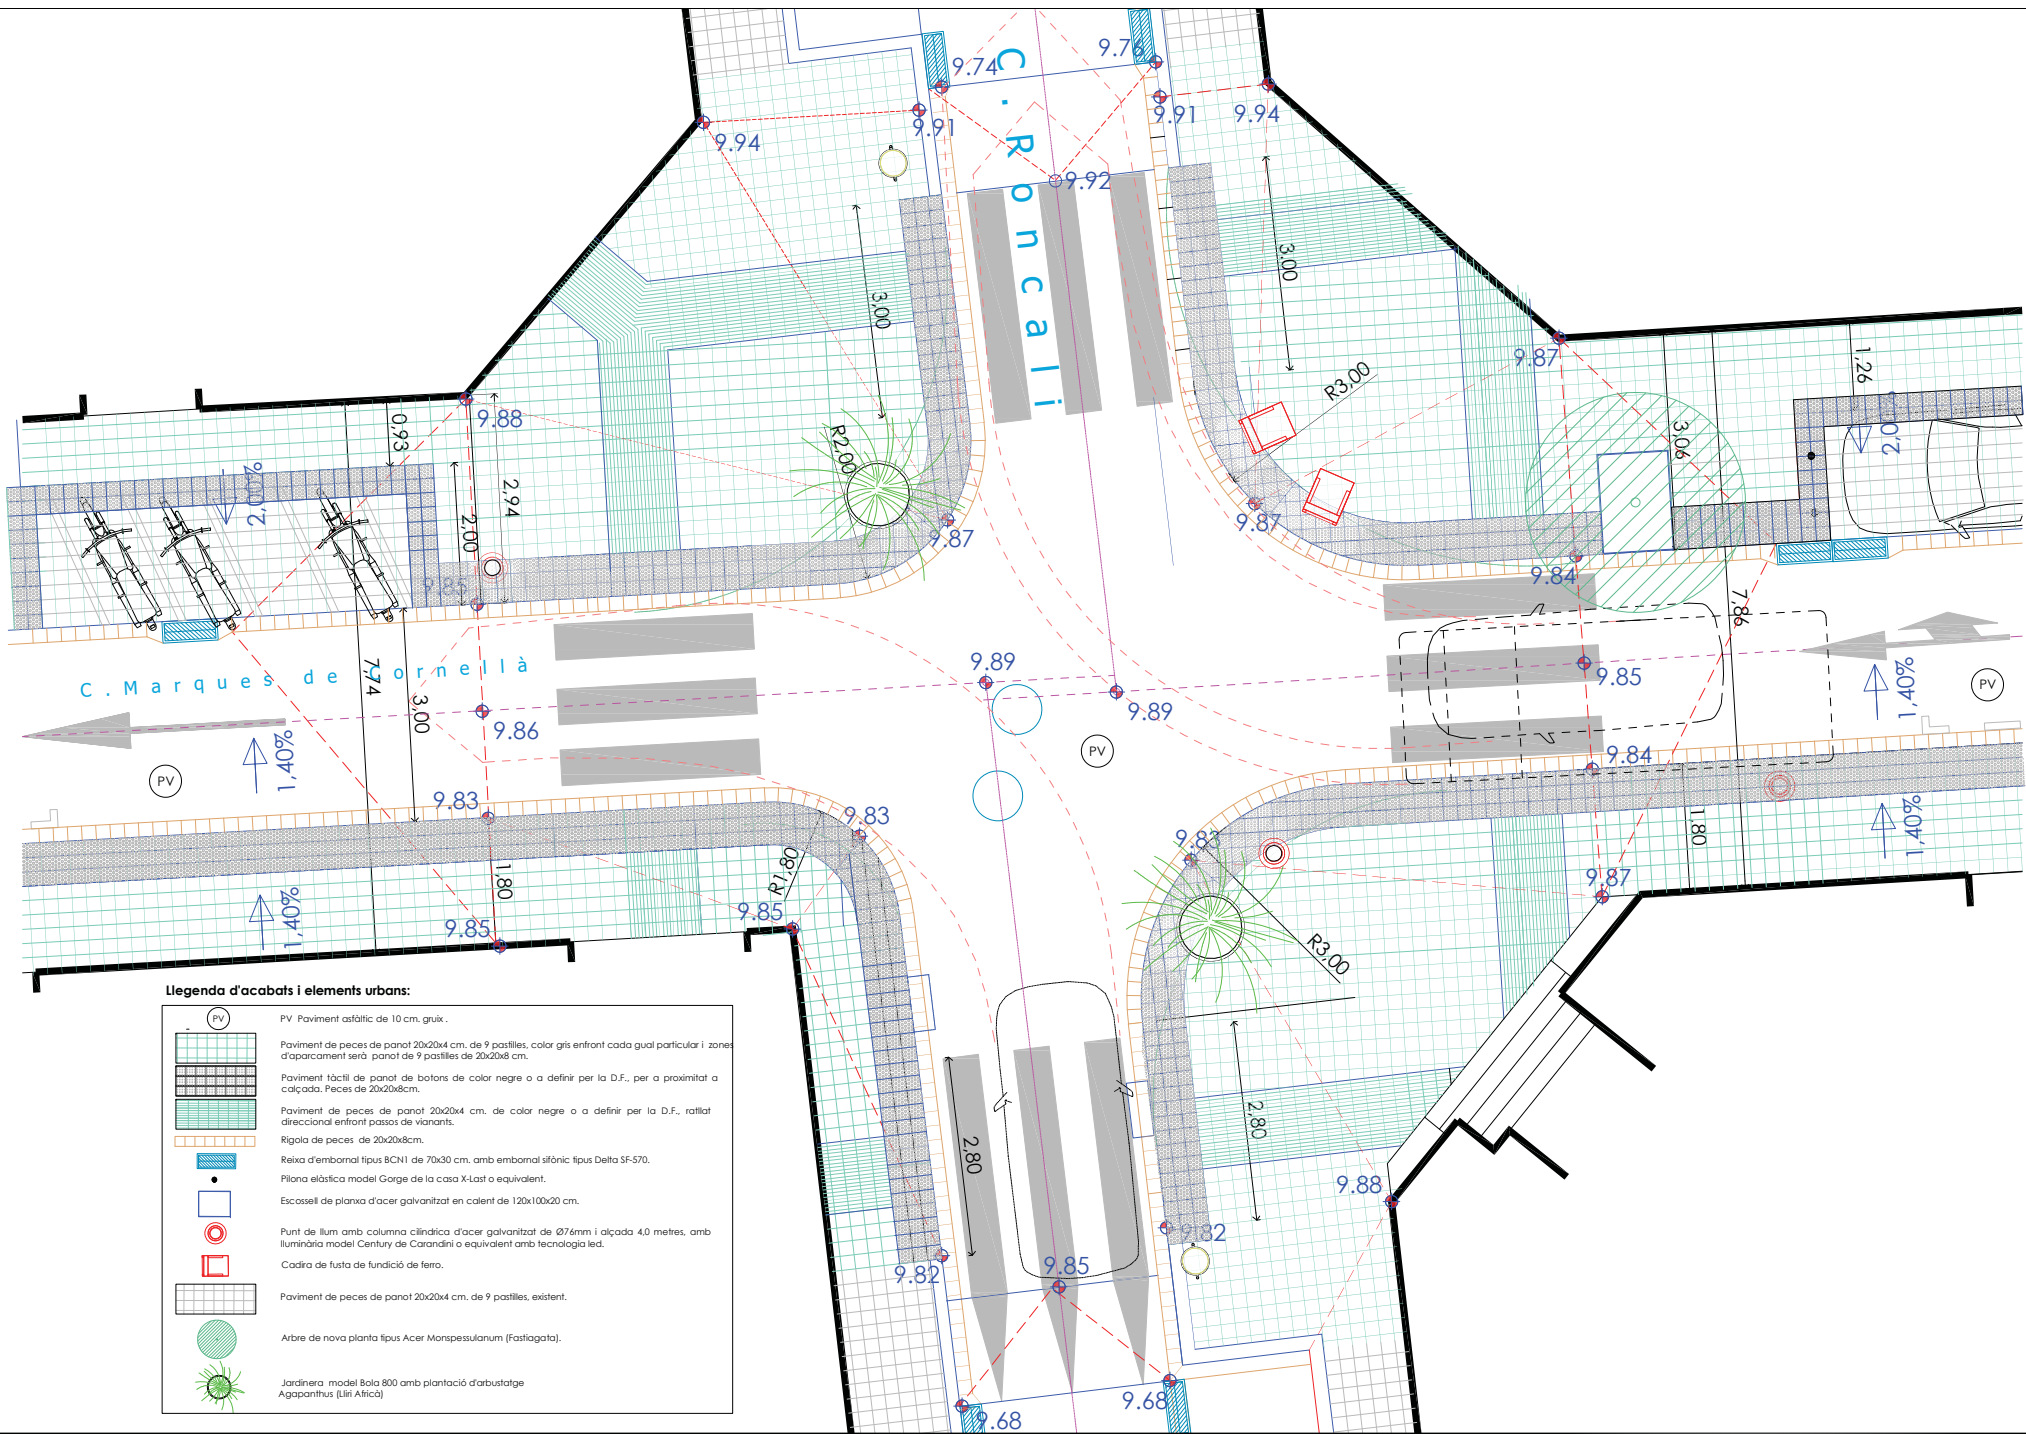 9.74
9.76
9.91
9.91
9.94
9.94
9.92
C. Roncali
3,00
3.00
9.87
R3,00
1,26
2,00%
3,06
9.88
0,93
2,00%
2,94
2,00
R2,00
9.87
9.87
9.85
9.84
7,86
C. Marques de Cornellà
7,74
3,00
9.86
9.89
9.89
9.85
1,40%
PV
PV
PV
1,40%
9.84
9.83
9.83
9.83
1,80
1,40%
1,80
R1,80
9.85
9.85
1,40%
9.87
R3,00
2,80
2,80
9.88
9.82
9.82
9.85
9.68
9.68
Llegenda d'acabats i elements urbans:
PV
PV Paviment asfàltic de 10 cm. gruix .
Paviment de peces de panot 20x20x4 cm. de 9 pastilles, color gris enfront cada gual particular i zones
d'aparcament serà panot de 9 pastilles de 20x20x8 cm.
Paviment tàctil de panot de botons de color negre o a definir per la D.F., per a proximitat a
calçada. Peces de 20x20x8cm.
Paviment de peces de panot 20x20x4 cm. de color negre o a definir per la D.F., ratllat
direccional enfront passos de vianants.
Rigola de peces de 20x20x8cm.
Reixa d'embornal tipus BCN1 de 70x30 cm. amb embornal sifònic tipus Delta SF-570.
Pilona elàstica model Gorge de la casa X-Last o equivalent.
Escossell de planxa d'acer galvanitzat en calent de 120x100x20 cm.
Punt de llum amb columna cilíndrica d'acer galvanitzat de Ø76mm i alçada 4,0 metres, amb
lluminària model Century de Carandini o equivalent amb tecnologia led.
Cadira de fusta de fundició de ferro.
Paviment de peces de panot 20x20x4 cm. de 9 pastilles, existent.
Arbre de nova planta tipus Acer Monspessulanum (Fastiagata).
Jardinera model Bola 800 amb plantació d'arbustatge
Agapanthus (Lliri Africà)